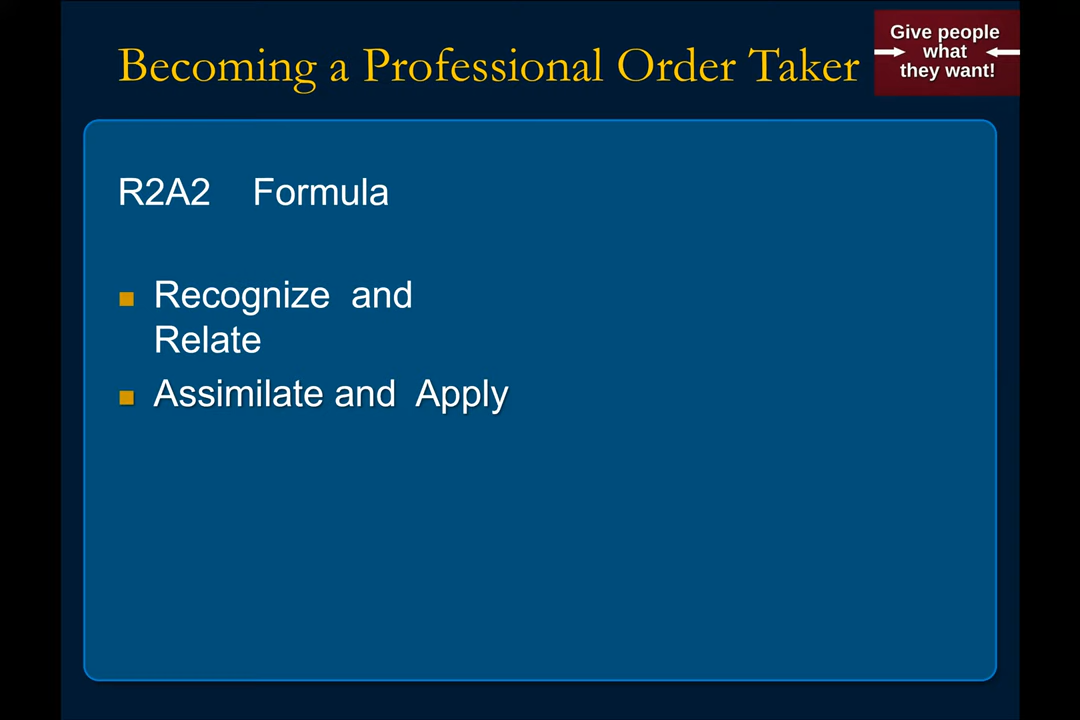 Becoming a Professional Order Taker
Give people
what
they want!
R2A2 Formula
Recognize and
Relate
Assimilate and Apply